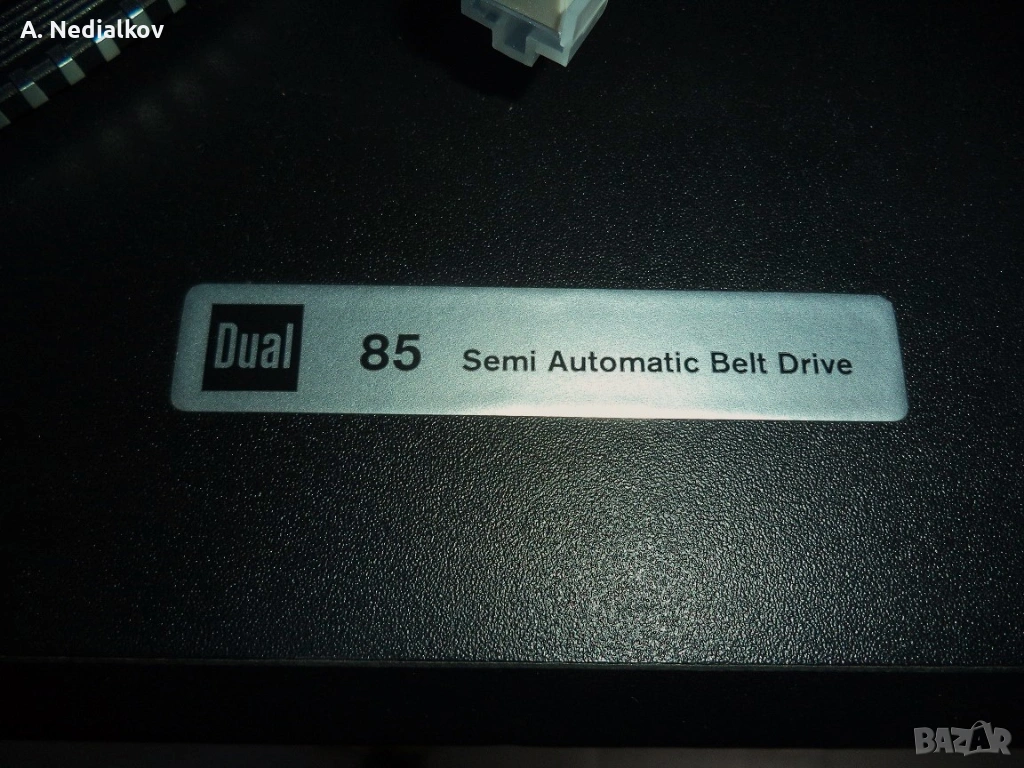 A. Nedialkov
Dual 85 Semi Automatic Belt Drive
BAZAR